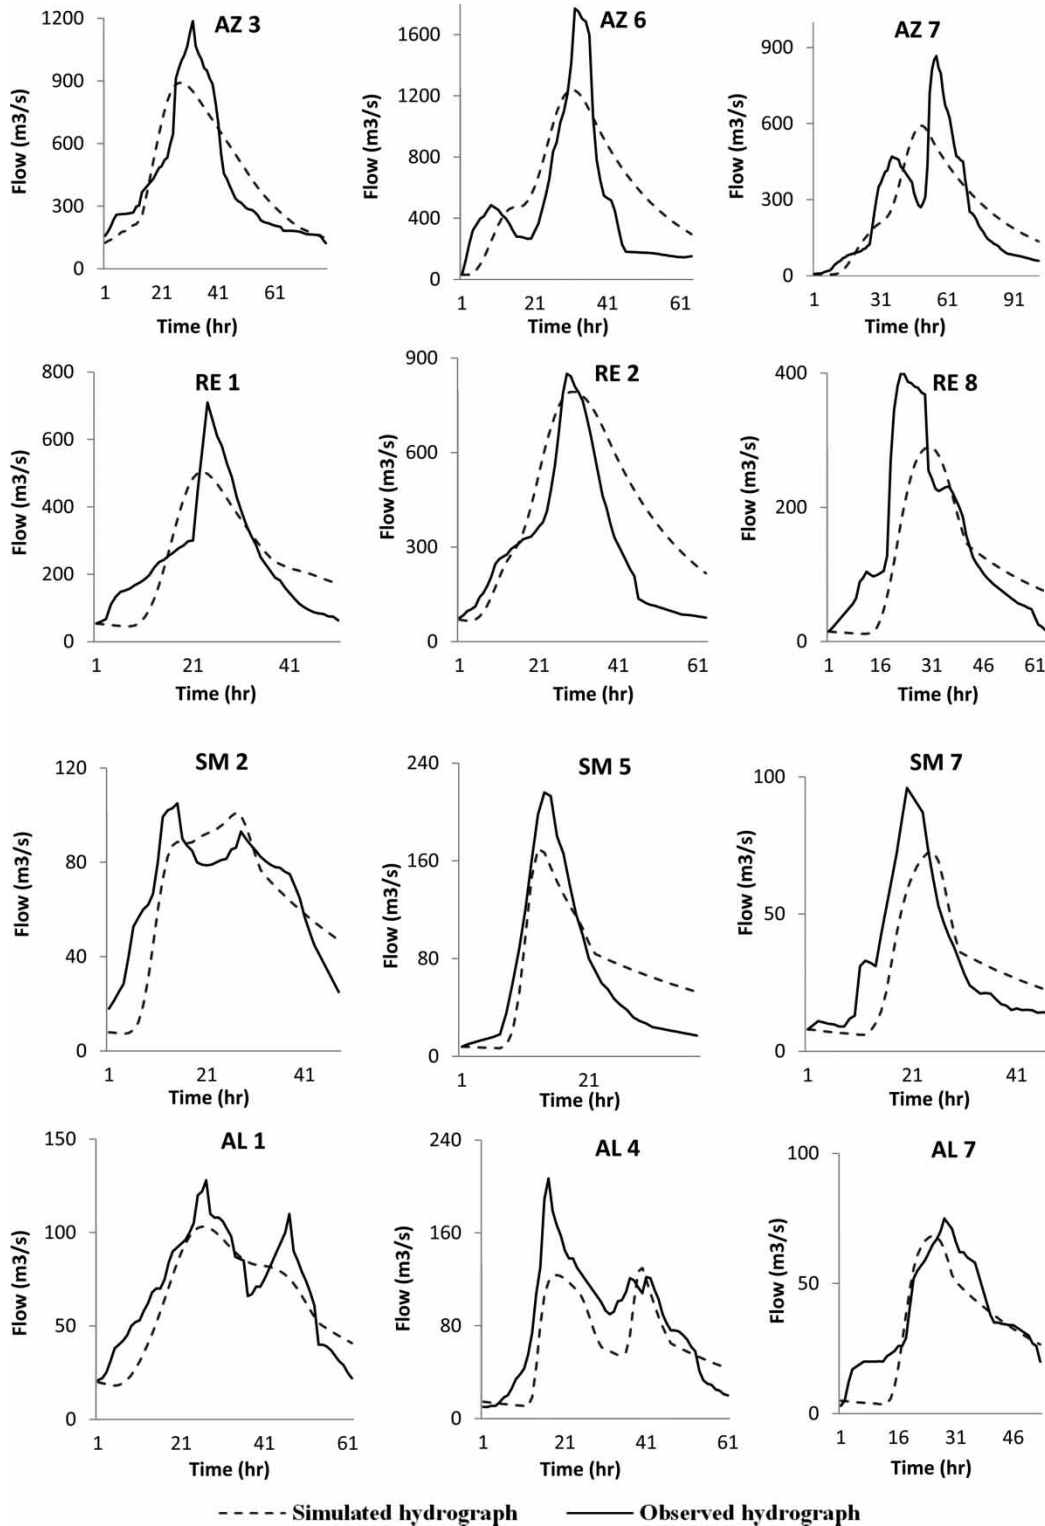 AZ 3
1200
900
600
300
0
Flow (m3/s)
1 21 41 61
Time (hr)
AZ 6
1600
1200
800
400
0
Flow (m3/s)
1 21 41 61
Time (hr)
AZ 7
900
600
300
0
Flow (m3/s)
1 31 61 91
Time (hr)
RE 1
800
600
400
200
0
Flow (m3/s)
1 21 41
Time (hr)
RE 2
900
600
300
0
Flow (m3/s)
1 21 41 61
Time (hr)
RE 8
400
200
0
Flow (m3/s)
1 16 31 46 61
Time (hr)
SM 2
120
80
40
0
Flow (m3/s)
1 21 41
Time (hr)
SM 5
240
160
80
0
Flow (m3/s)
1 21
Time (hr)
SM 7
100
50
0
Flow (m3/s)
1 21 41
Time (hr)
AL 1
150
100
50
0
Flow (m3/s)
1 21 41 61
Time (hr)
AL 4
240
160
80
0
Flow (m3/s)
1 21 41 61
Time (hr)
AL 7
100
50
0
Flow (m3/s)
1 16 31 46
Time (hr)
Simulated hydrograph Observed hydrograph